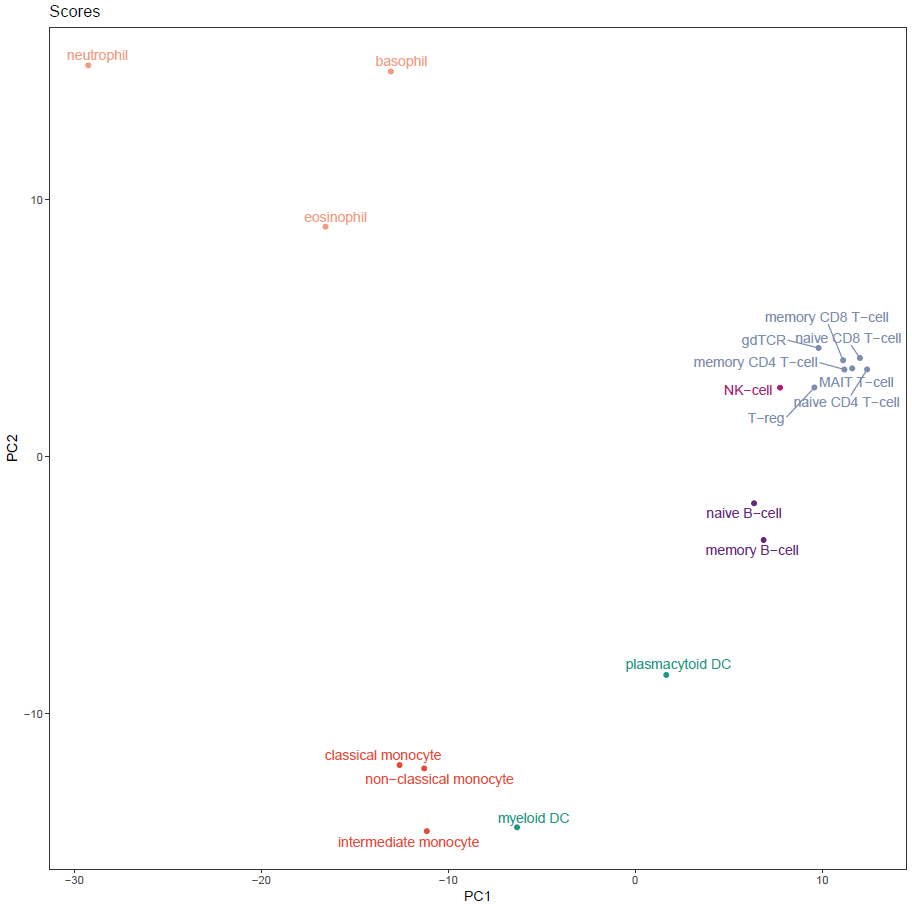 Scores
neutrophil
basophil
eosinophil
memory CD8 T−cell
gdTCR
naive CD8 T−cell
memory CD4 T−cell
MAIT T−cell
NK−cell
naive CD4 T−cell
T−reg
naive B−cell
memory B−cell
plasmacytoid DC
classical monocyte
non−classical monocyte
myeloid DC
intermediate monocyte
10
0
−10
PC2
−30
−20
−10
0
10
PC1